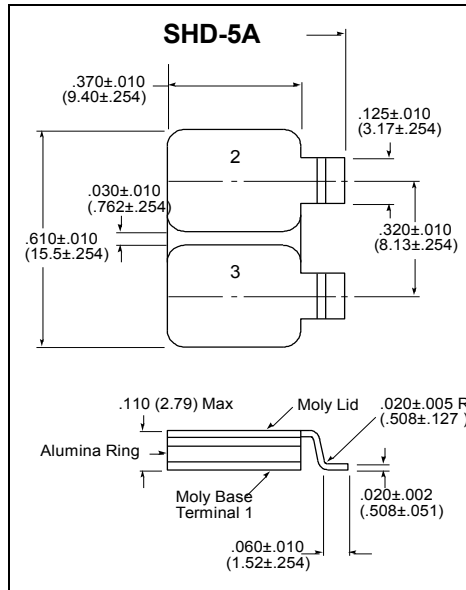 SHD-5A
.370±.010
(9.40±.254)
.125±.010
(3.17±.254)
2
.030±.010
(.762±.254)
.320±.010
(8.13±.254)
.610±.010
(15.5±.254)
3
.110 (2.79) Max
Moly Lid
.020±.005 R
(.508±.127 )
Alumina Ring
Moly Base
Terminal 1
.020±.002
(.508±.051)
.060±.010
(1.52±.254)